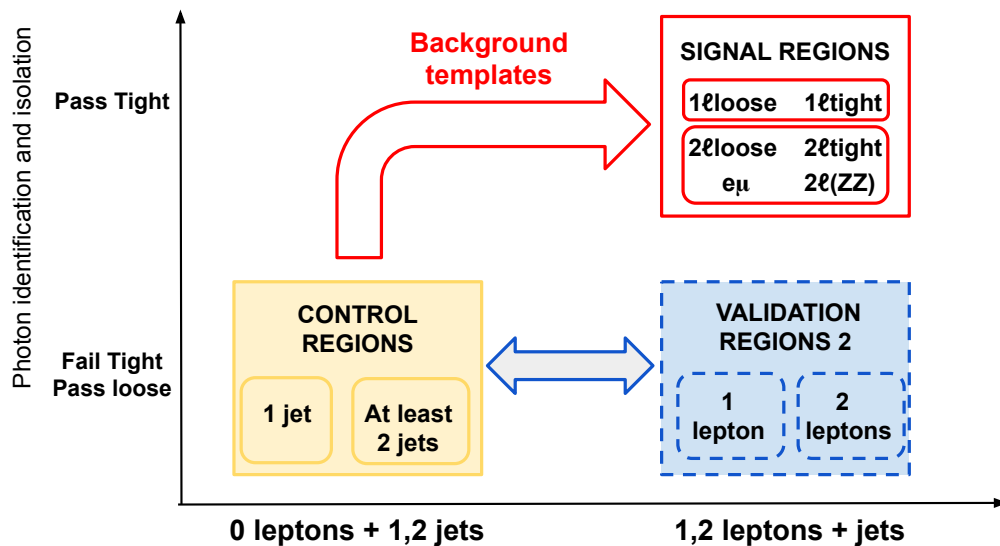 Photon identification and isolation
Pass Tight
Fail Tight
Pass loose
Background
templates
SIGNAL REGIONS
1ℓloose 1ℓtight
2ℓloose 2ℓtight
eμ 2ℓ(ZZ)
CONTROL
REGIONS
1 jet
At least
2 jets
VALIDATION
REGIONS 2
1
lepton
2
leptons
0 leptons + 1,2 jets
1,2 leptons + jets